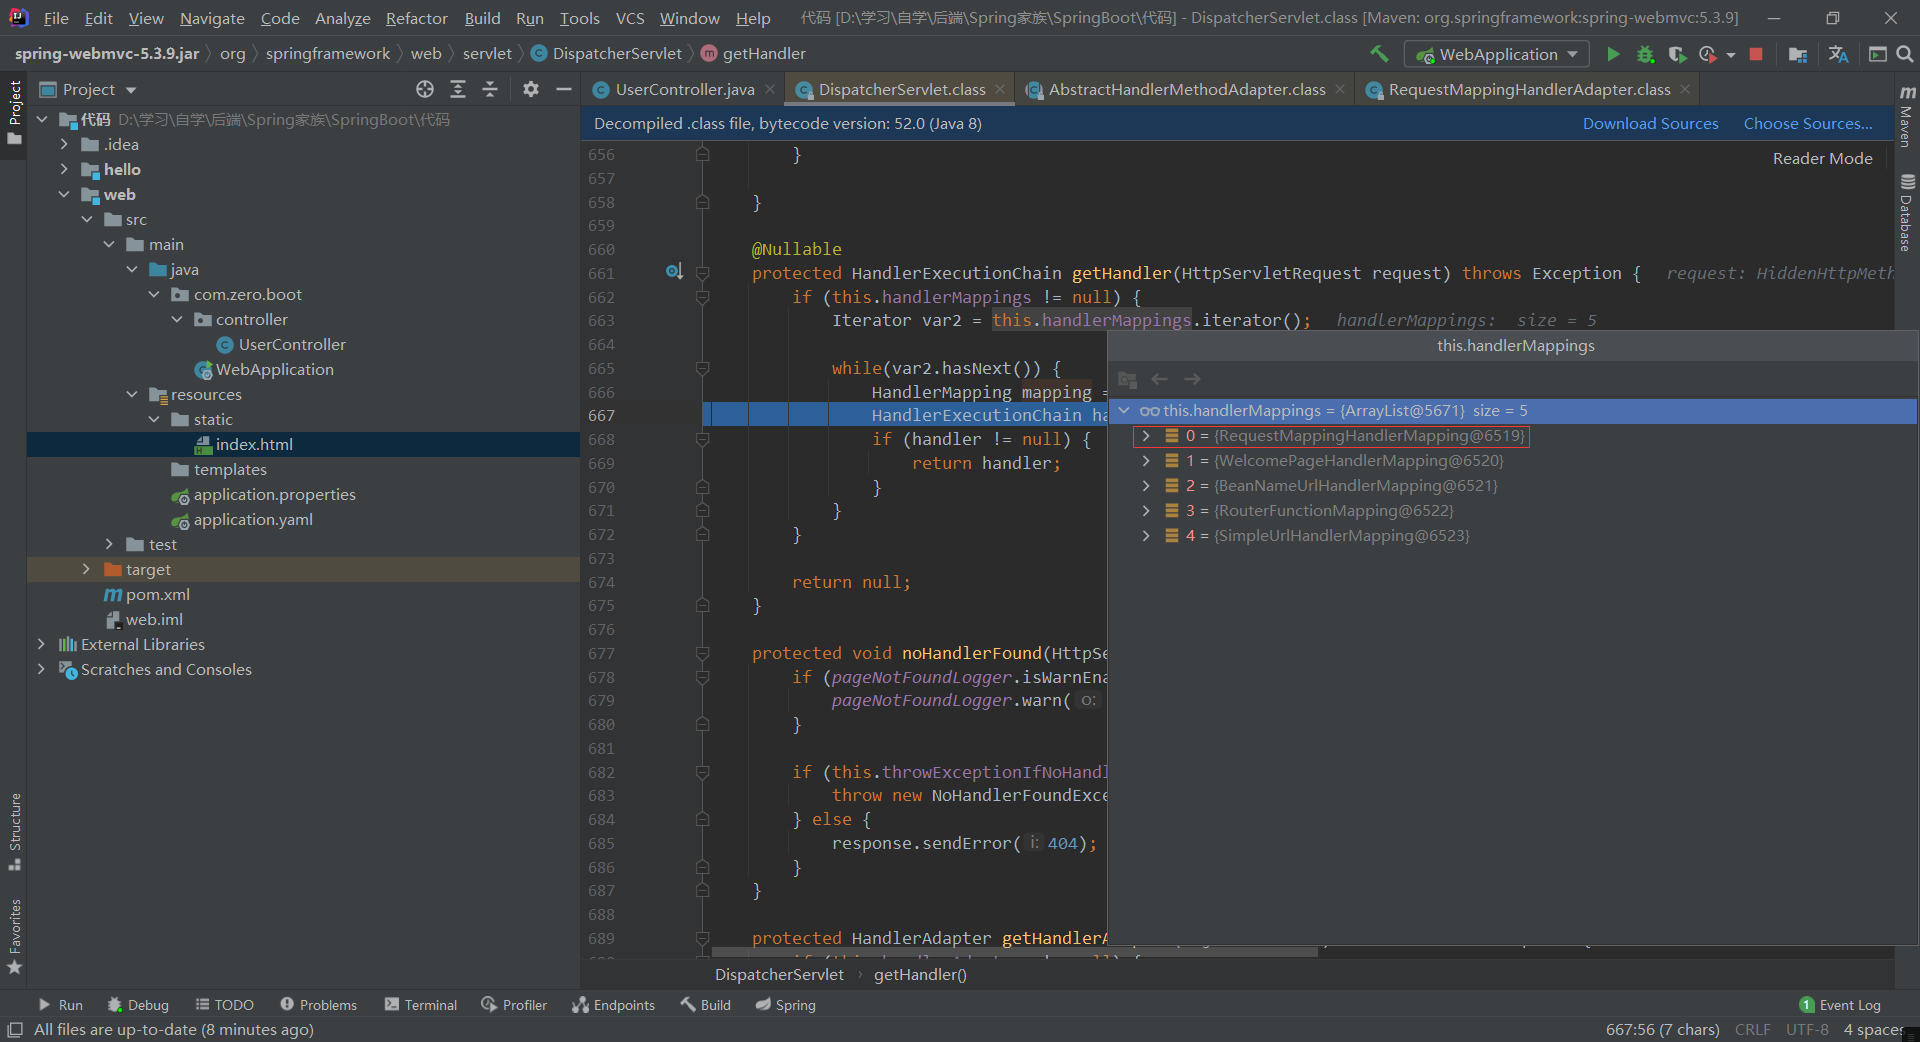 File Edit View Navigate Code Analyze Refactor Build Run Tools VCS Window Help 代码 [D:\学习\自学\后端\Spring家族\SpringBoot\代码] - DispatcherServlet.class [Maven: org.springframework:spring-webmvc:5.3.9]
spring-webmvc-5.3.9.jar org springframework web servlet DispatcherServlet getHandler WebApplication
Project
UserController.java DispatcherServlet.class AbstractHandlerMethodAdapter.class RequestMappingHandlerAdapter.class
Decompiled .class file, bytecode version: 52.0 (Java 8) Download Sources Choose Sources...
Reader Mode
Project
Structure
Favorites
Maven
Database
代码 D:\学习\自学\后端\Spring家族\SpringBoot\代码
.idea
hello
web
src
main
java
com.zero.boot
controller
UserController
WebApplication
resources
static
index.html
templates
application.properties
application.yaml
test
target
pom.xml
web.iml
External Libraries
Scratches and Consoles
656 }
657
658 }
659
660 @Nullable
661 protected HandlerExecutionChain getHandler(HttpServletRequest request) throws Exception { request: HiddenHttpMeth
662 if (this.handlerMappings != null) {
663 Iterator var2 = this.handlerMappings.iterator(); handlerMappings: size = 5
664
665 while(var2.hasNext()) {
666 HandlerMapping mapping =
667 HandlerExecutionChain ha
668 if (handler != null) {
669 return handler;
670 }
671 }
672 }
673
674 return null;
675 }
676
677 protected void noHandlerFound(HttpSe
678 if (pageNotFoundLogger.isWarnEna
679 pageNotFoundLogger.warn( o:
680 }
681
682 if (this.throwExceptionIfNoHandl
683 throw new NoHandlerFoundExce
684 } else {
685 response.sendError( i: 404);
686 }
687 }
688
689 protected HandlerAdapter getHandlerA
this.handlerMappings
this.handlerMappings = {ArrayList@5671} size = 5
0 = {RequestMappingHandlerMapping@6519}
1 = {WelcomePageHandlerMapping@6520}
2 = {BeanNameUrlHandlerMapping@6521}
3 = {RouterFunctionMapping@6522}
4 = {SimpleUrlHandlerMapping@6523}
DispatcherServlet getHandler()
Run Debug TODO Problems Terminal Profiler Endpoints Build Spring 1 Event Log
All files are up-to-date (8 minutes ago) 667:56 (7 chars) CRLF UTF-8 4 spaces